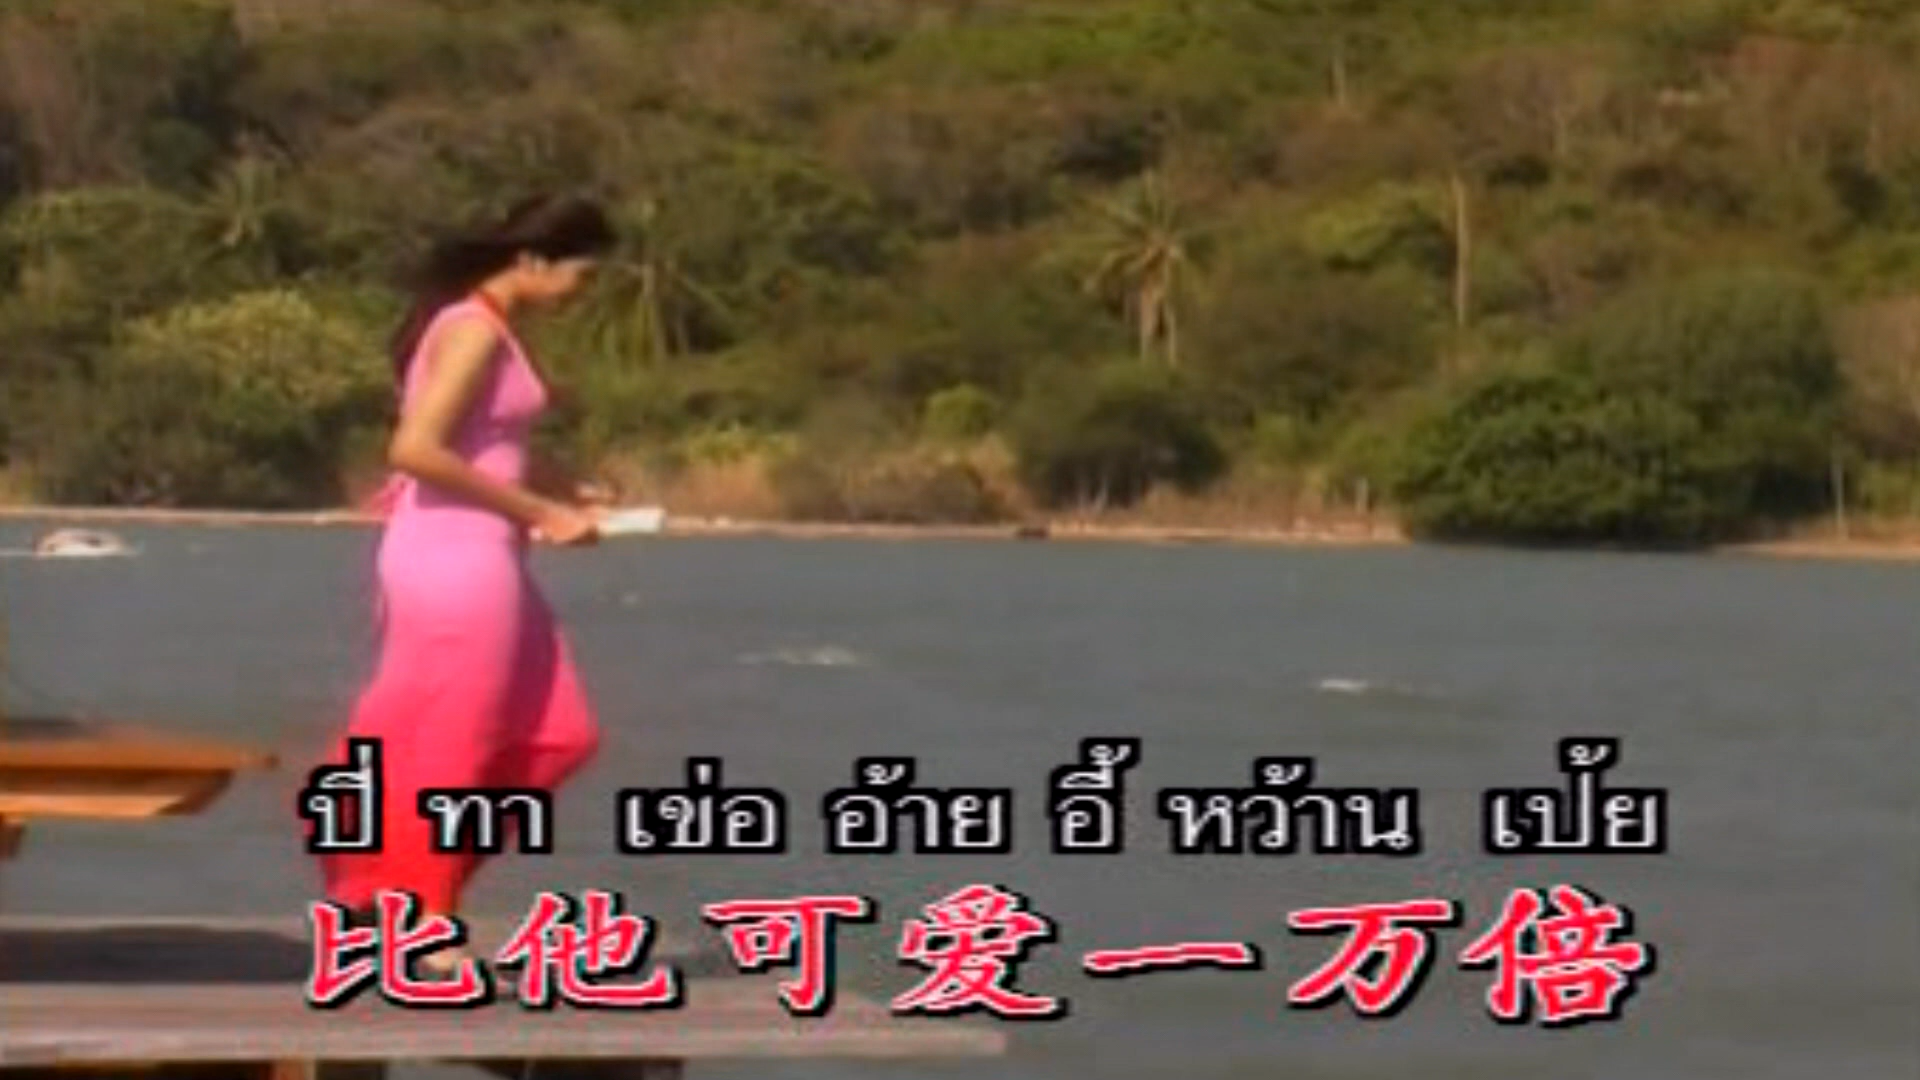 ปี่ ทา เข่อ อ้าย อี้ หว้าน เป้ย
比他可爱一万倍